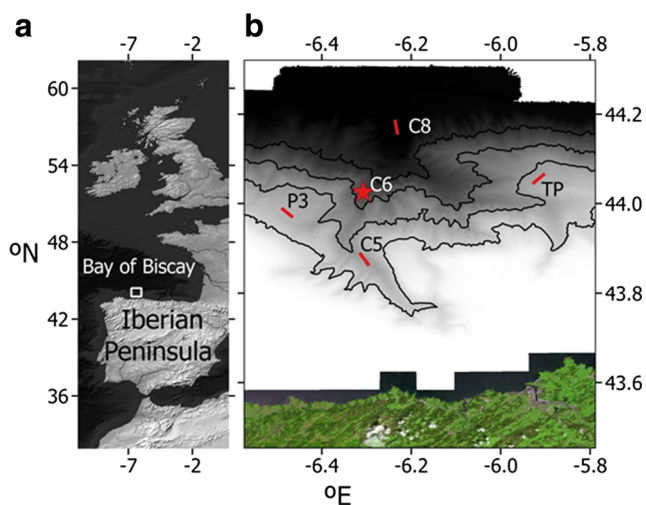 a
b
-7 -2
-6.4 -6.2 -6.0 -5.8
60
54
48
42
36
44.2
44.0
43.8
43.6
ºN
Bay of Biscay
Iberian
Peninsula
C8
C6
TP
P3
C5
-7 -2
-6.4 -6.2 -6.0 -5.8
ºE